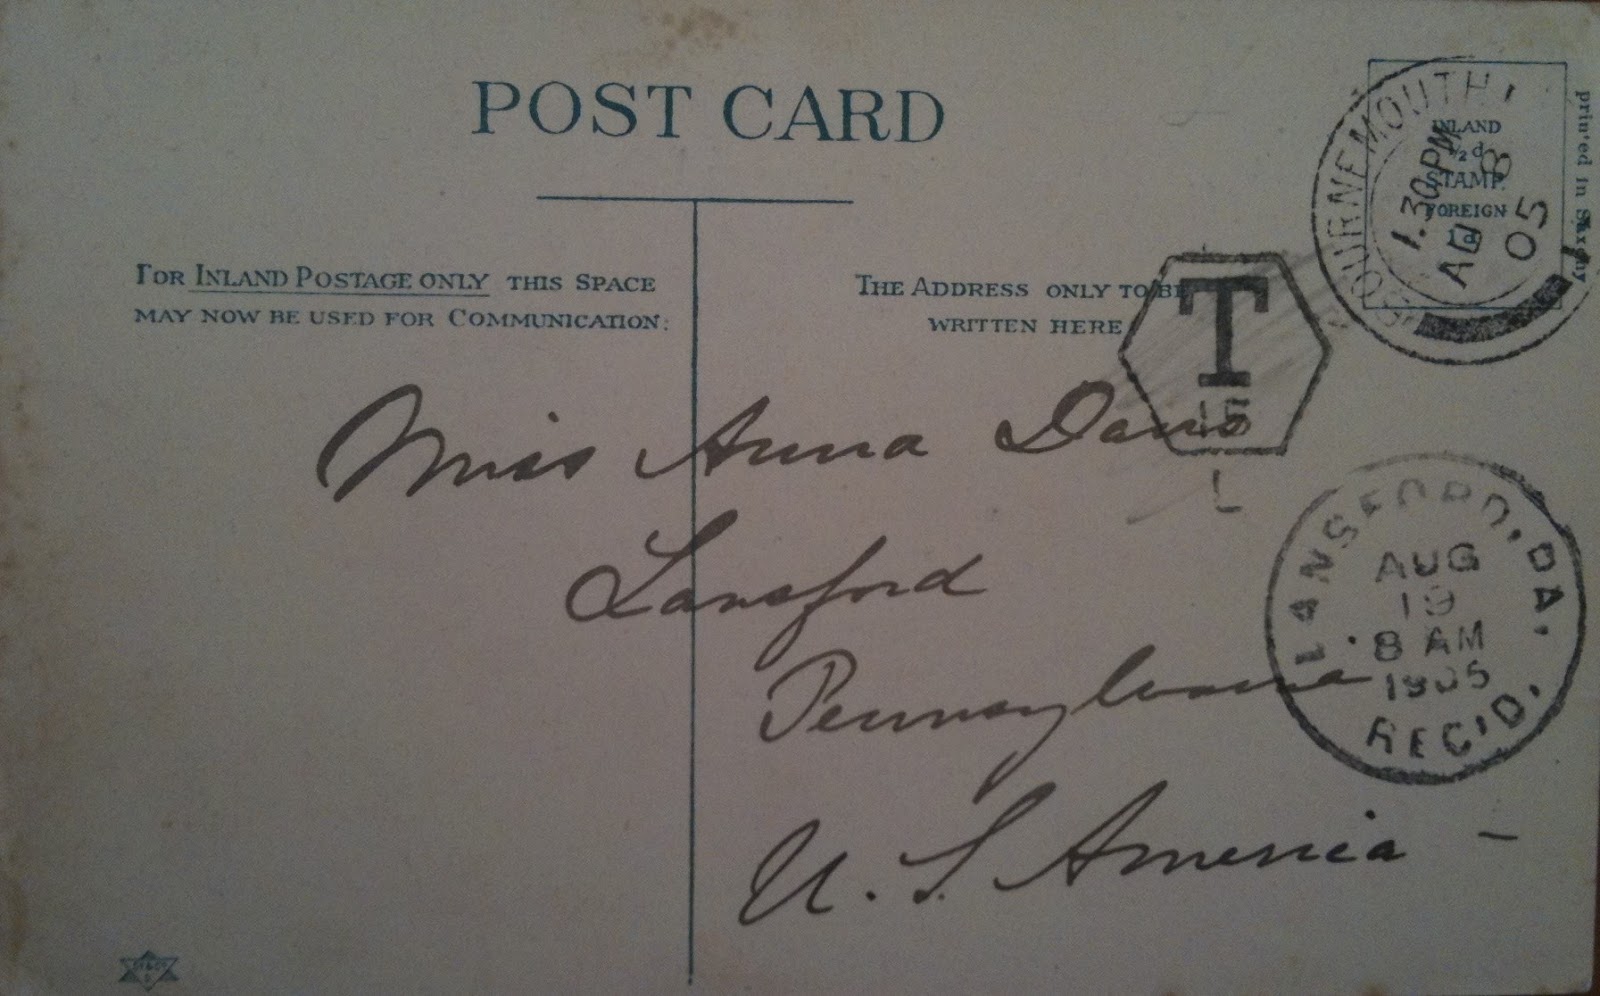 POST CARD
FOR INLAND POSTAGE ONLY THIS SPACE
MAY NOW BE USED FOR COMMUNICATION:
THE ADDRESS ONLY TO BE
WRITTEN HERE
INLAND
½d
STAMP.
FOREIGN
1d
printed in Saxony
BOURNEMOUTH
1.30PM
AU 8
05
T
15
L
Miss Anna Davis
Lansford
Pennsylvania
U. S. America
LANSFORD, PA.
AUG
19
8 AM
1905
REC'D.